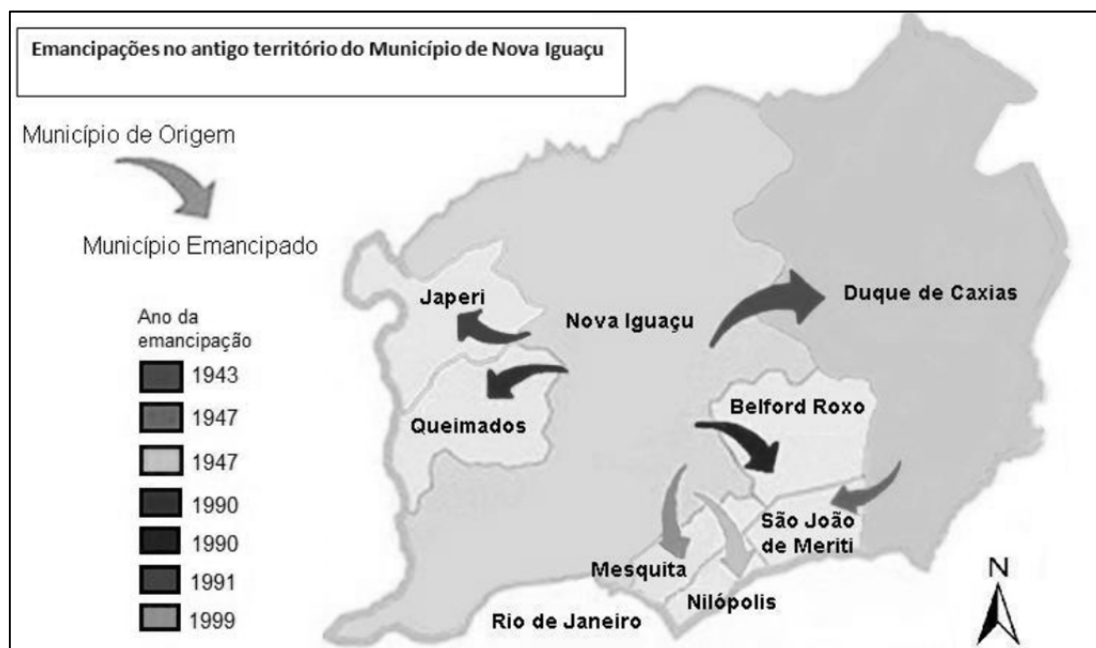 Emancipações no antigo território do Município de Nova Iguaçu
Município de Origem
Município Emancipado
Ano da
emancipação
1943
1947
1947
1990
1990
1991
1999
Japeri
Nova Iguaçu
Duque de Caxias
Queimados
Belford Roxo
São João
de Meriti
Mesquita
Nilópolis
Rio de Janeiro
N